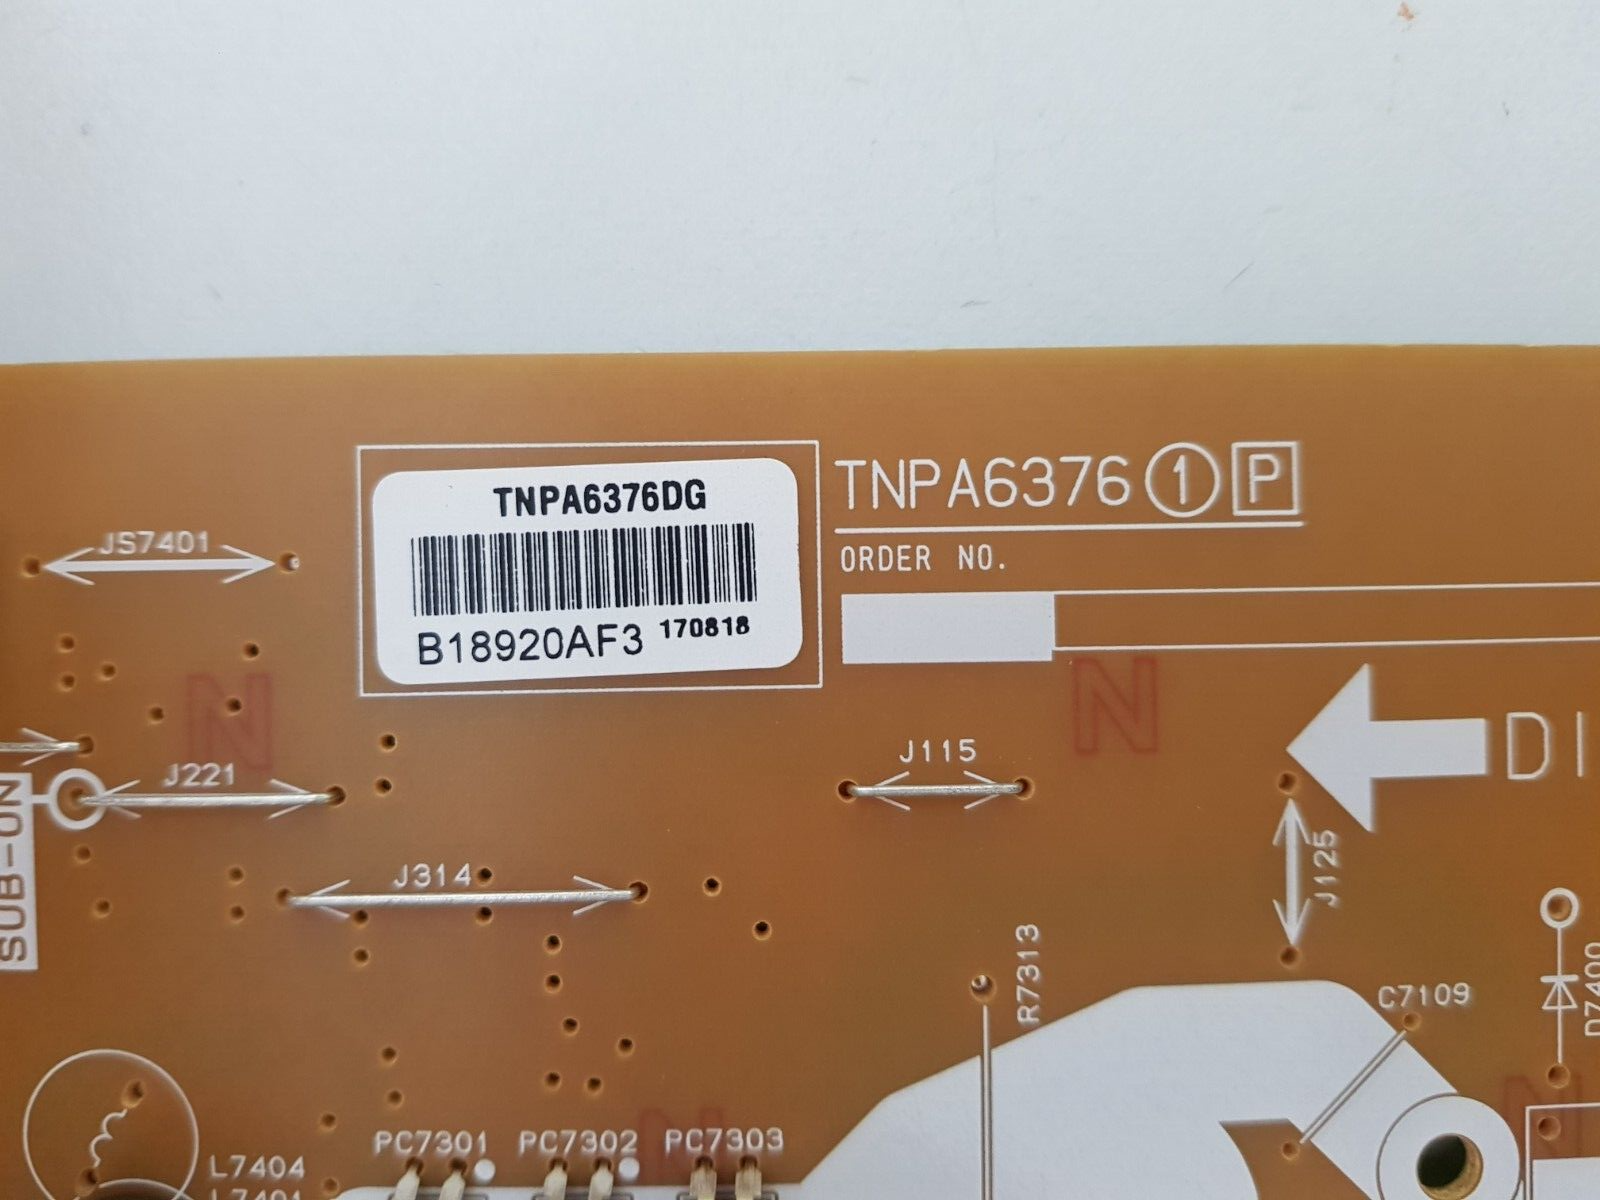 TNPA6376DG
B18920AF3 170818
TNPA6376 1 P
ORDER NO.
JS7401
N
N
J115
DI
J221
SUB-ON
J314
J125
R7313
C7109
D7400
N
N
PC7301 PC7302 PC7303
L7404
L7401